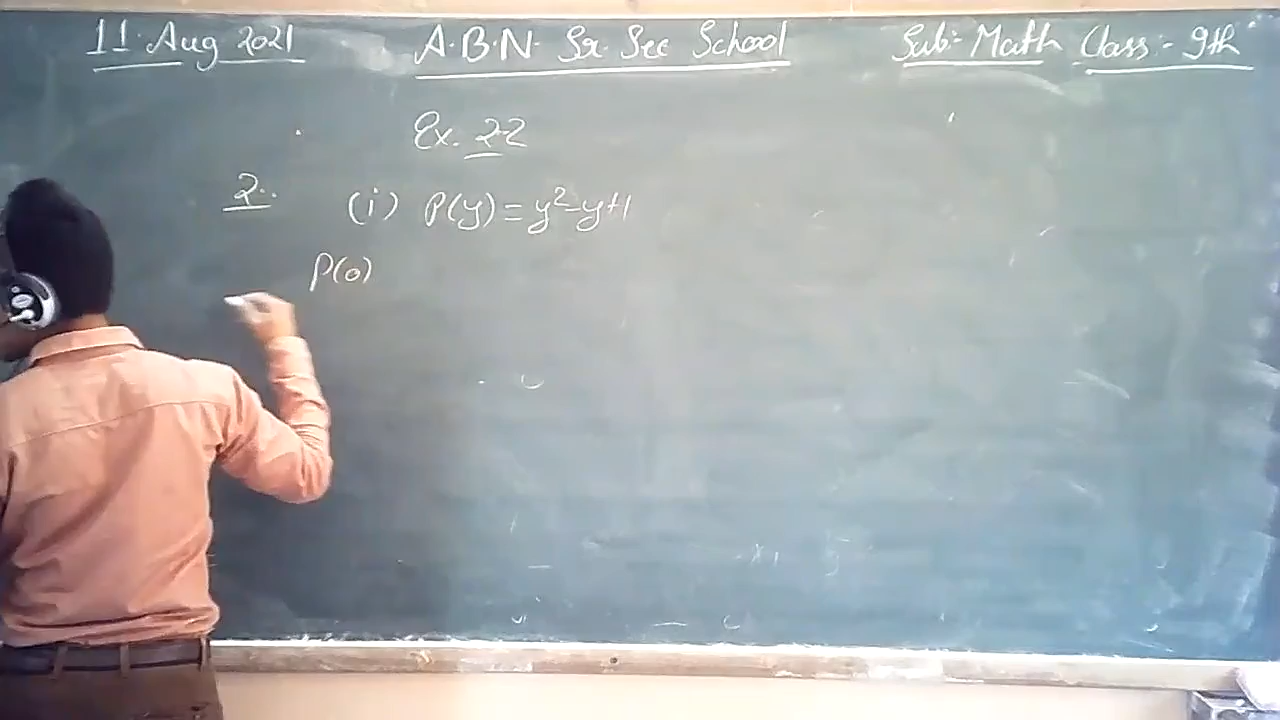 11 Aug 2021 A.B.N. Sr. Sec School Sub:- Math Class:- 9th
Ex. 2.2
2. (i) P(y) = y²-y+1
P(0)